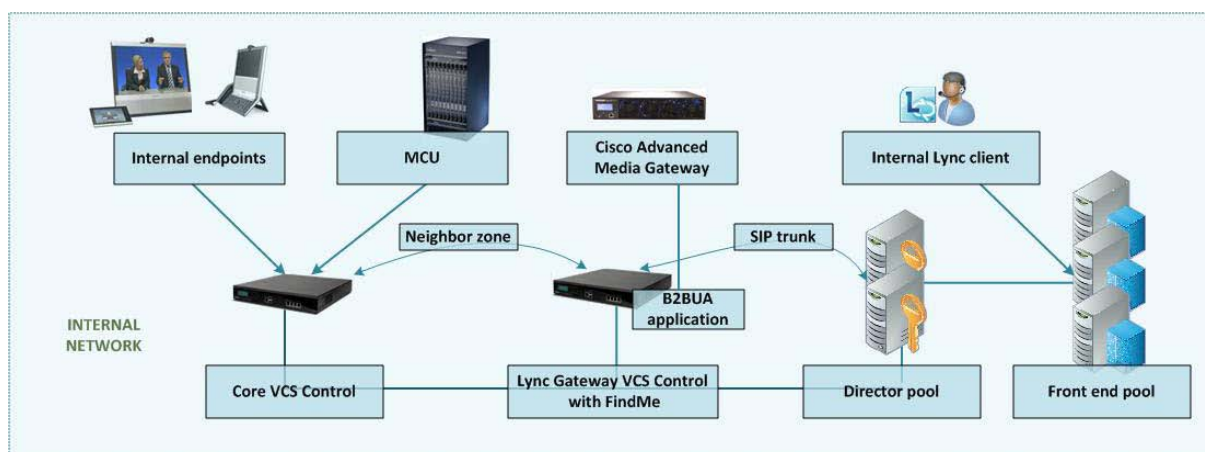 Internal endpoints
MCU
Cisco Advanced
Media Gateway
Internal Lync client
Neighbor zone
SIP trunk
B2BUA
application
INTERNAL
NETWORK
Core VCS Control
Lync Gateway VCS Control
with FindMe
Director pool
Front end pool